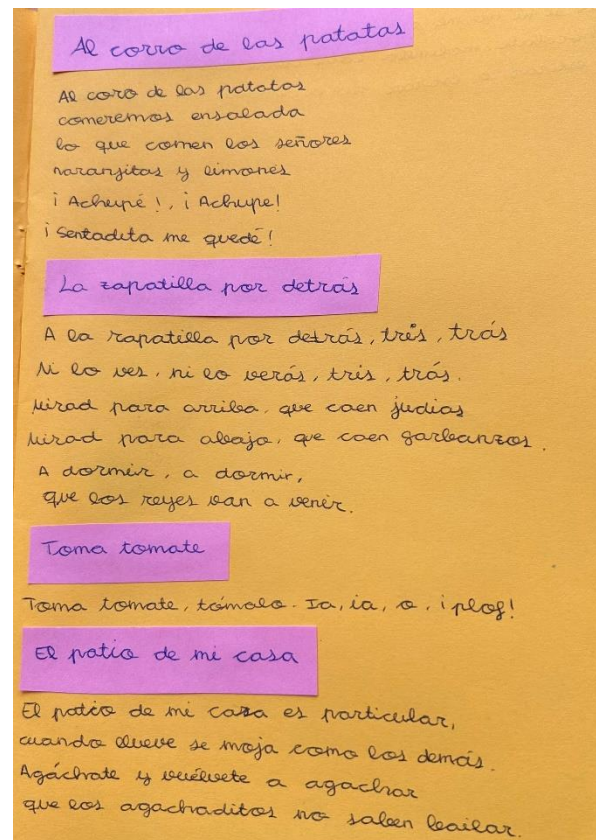 Al corro de las patatas
Al coro de las patatas
comeremos ensalada
lo que comen los señores
naranjitas y limones
¡Achupé!, ¡Achupe!
¡Sentadita me quedé!
La zapatilla por detrás
A la zapatilla por detrás, trís, trás
Ni lo ves, ni lo verás, trís, trás.
Mirad para arriba, que caen judias
Mirad para abajo, que caen garbanzos.
A dormir, a dormir,
que los reyes van a venir.
Toma tomate
Toma tomate, tómalo. Ia, ia, o, ¡plof!
El patio de mi casa
El patio de mi casa es particular,
cuando llueve se moja como los demás.
Agáchate y vuélvete a agachar
que los agachaditos no saben bailar.